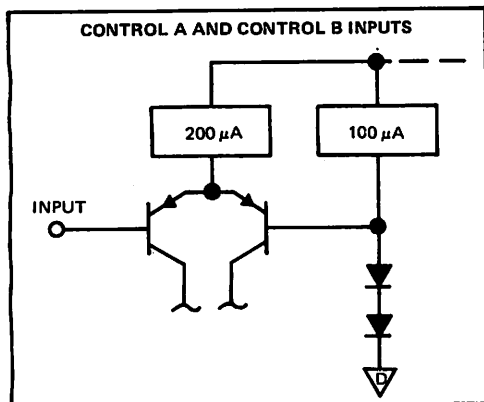 CONTROL A AND CONTROL B INPUTS
200 μA
100 μA
INPUT
D